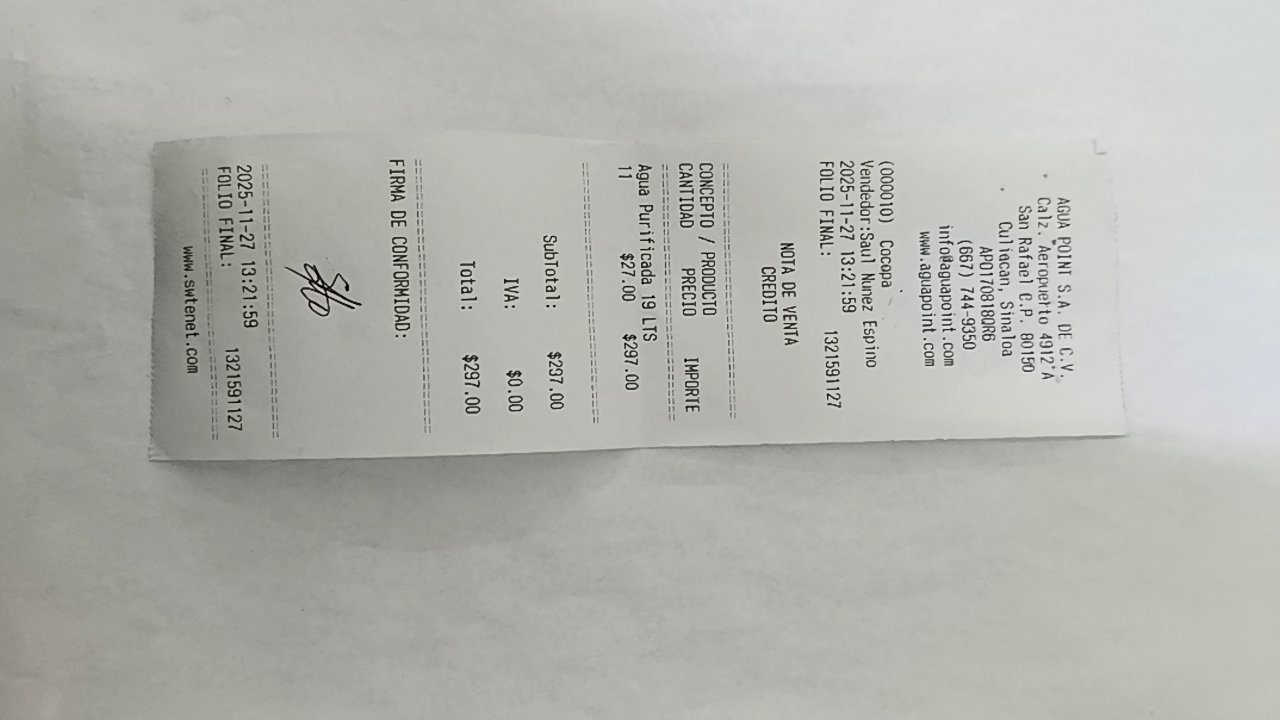 AGUA POINT S.A. DE C.V.
Calz. Aeropuerto 4912 A
San Rafael C.P. 80150
Culiacan, Sinaloa
APO1708180R6
(667) 744-9350
info@aguapoint.com
www.aguapoint.com
(000010) Cocopa
Vendedor:Saul Nunez Espino
2025-11-27 13:21:59
FOLIO FINAL: 1321591127
NOTA DE VENTA
CREDITO
CONCEPTO / PRODUCTO
CANTIDAD PRECIO IMPORTE
Agua Purificada 19 LTS
11 $27.00 $297.00
SubTotal: $297.00
IVA: $0.00
Total: $297.00
FIRMA DE CONFORMIDAD:
2025-11-27 13:21:59
FOLIO FINAL: 1321591127
www.swtenet.com